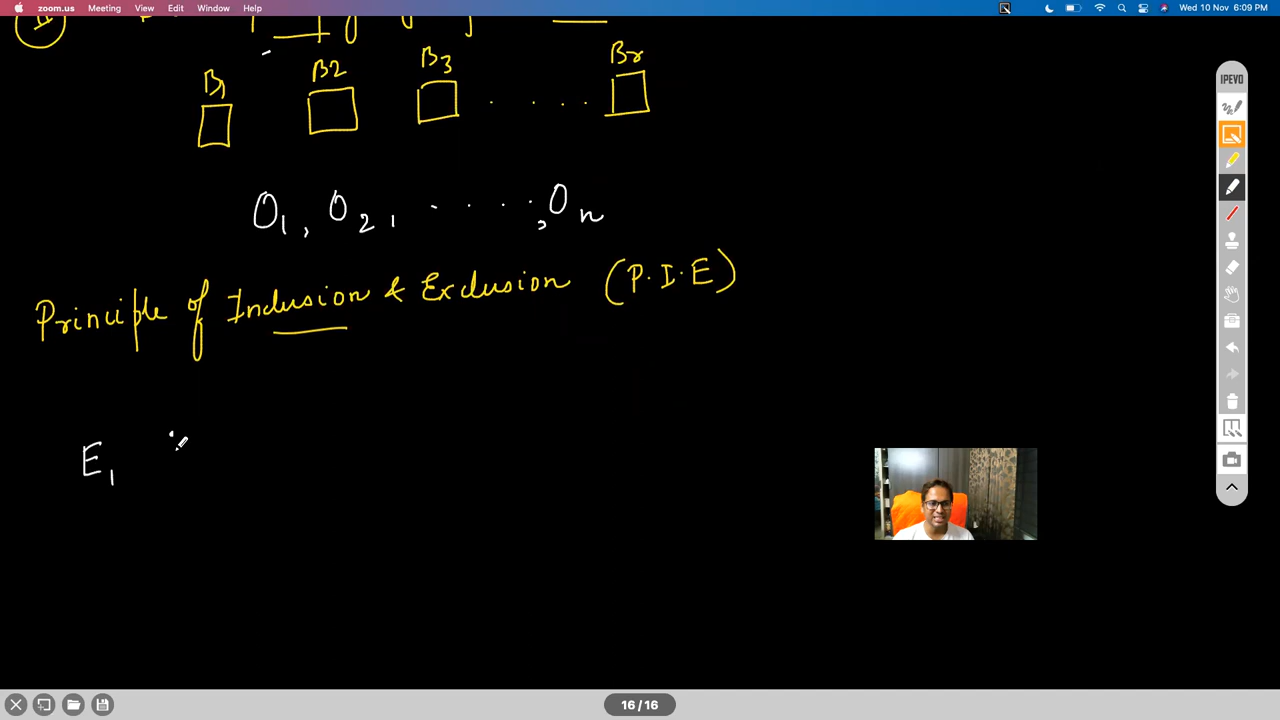 zoom.us Meeting View Edit Window Help Wed 10 Nov 6:09 PM
II
B1 B2 B3 . . . . Br
IPEVO
O1, O2, . . . . ., On
Principle of Inclusion & Exclusion (P.I.E)
E1
16 / 16